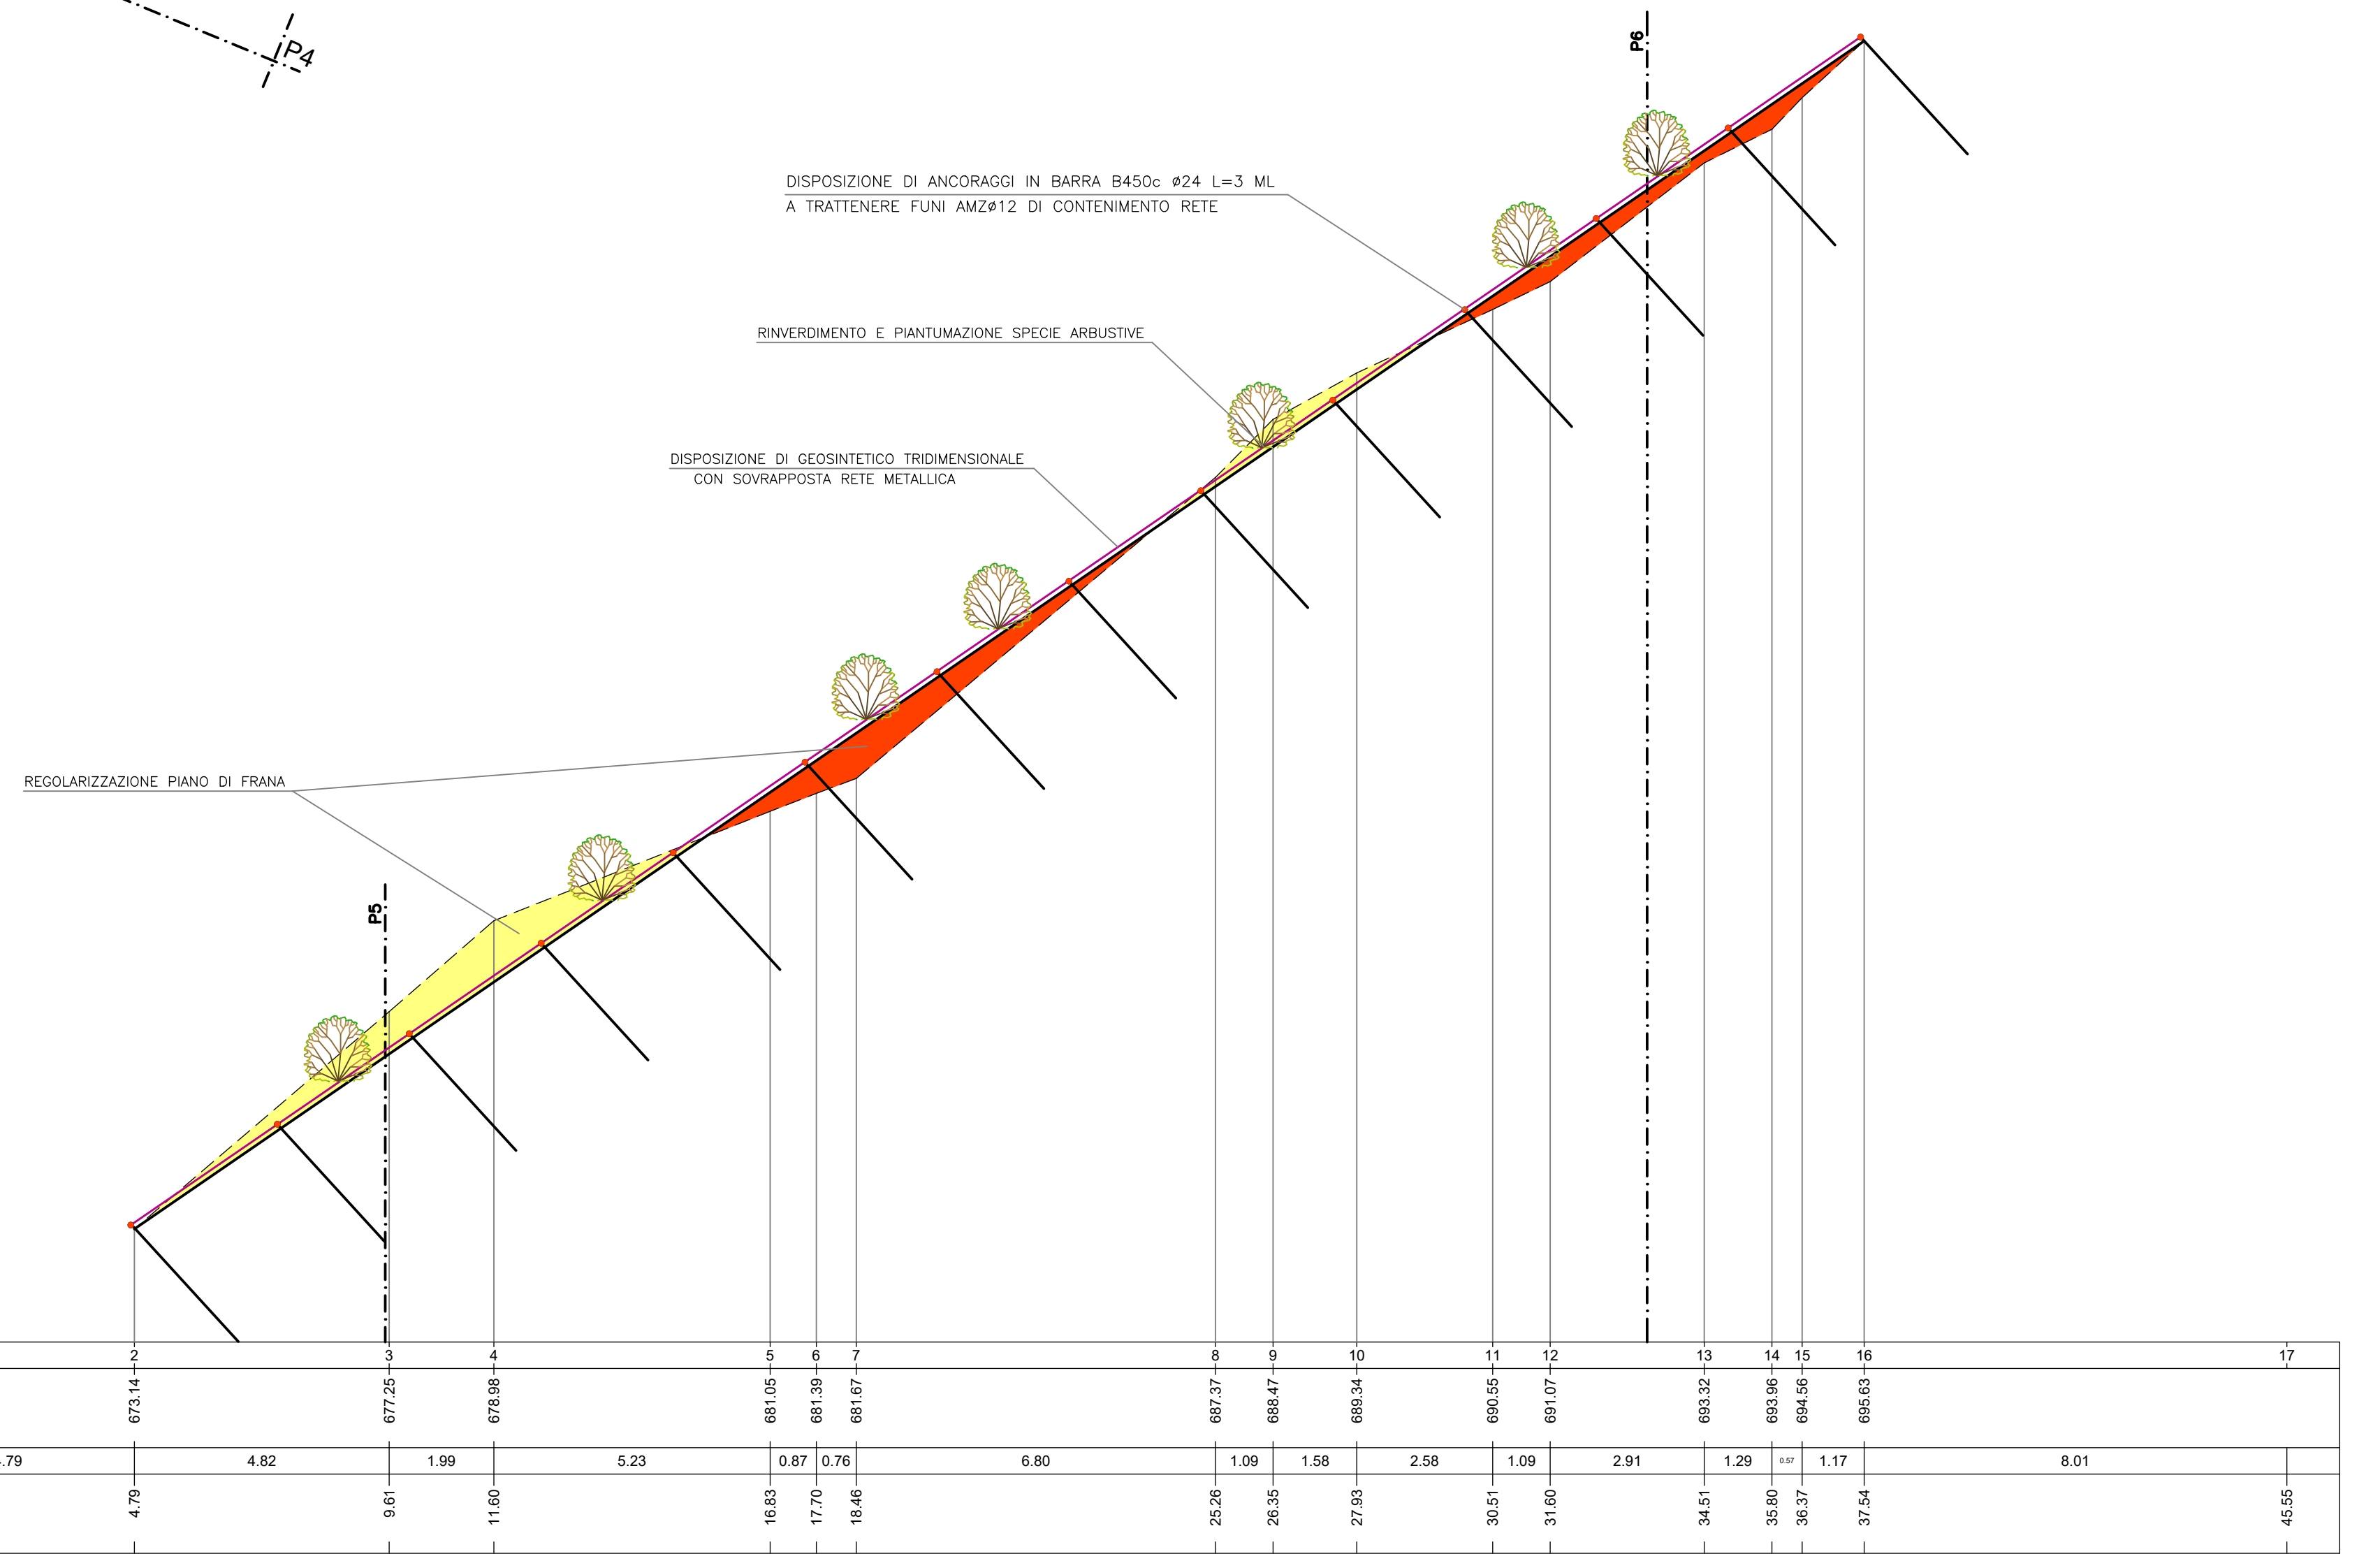 P4
P6
DISPOSIZIONE DI ANCORAGGI IN BARRA B450c ø24 L=3 ML
A TRATTENERE FUNI AMZø12 DI CONTENIMENTO RETE
RINVERDIMENTO E PIANTUMAZIONE SPECIE ARBUSTIVE
DISPOSIZIONE DI GEOSINTETICO TRIDIMENSIONALE
CON SOVRAPPOSTA RETE METALLICA
REGOLARIZZAZIONE PIANO DI FRANA
P5
2 3 4 5 6 7 8 9 10 11 12 13 14 15 16 17
673.14 677.25 678.98 681.05 681.39 681.67 687.37 688.47 689.34 690.55 691.07 693.32 693.96 694.56 695.63
.79 4.82 1.99 5.23 0.87 0.76 6.80 1.09 1.58 2.58 1.09 2.91 1.29 0.57 1.17 8.01
4.79 9.61 11.60 16.83 17.70 18.46 25.26 26.35 27.93 30.51 31.60 34.51 35.80 36.37 37.54 45.55